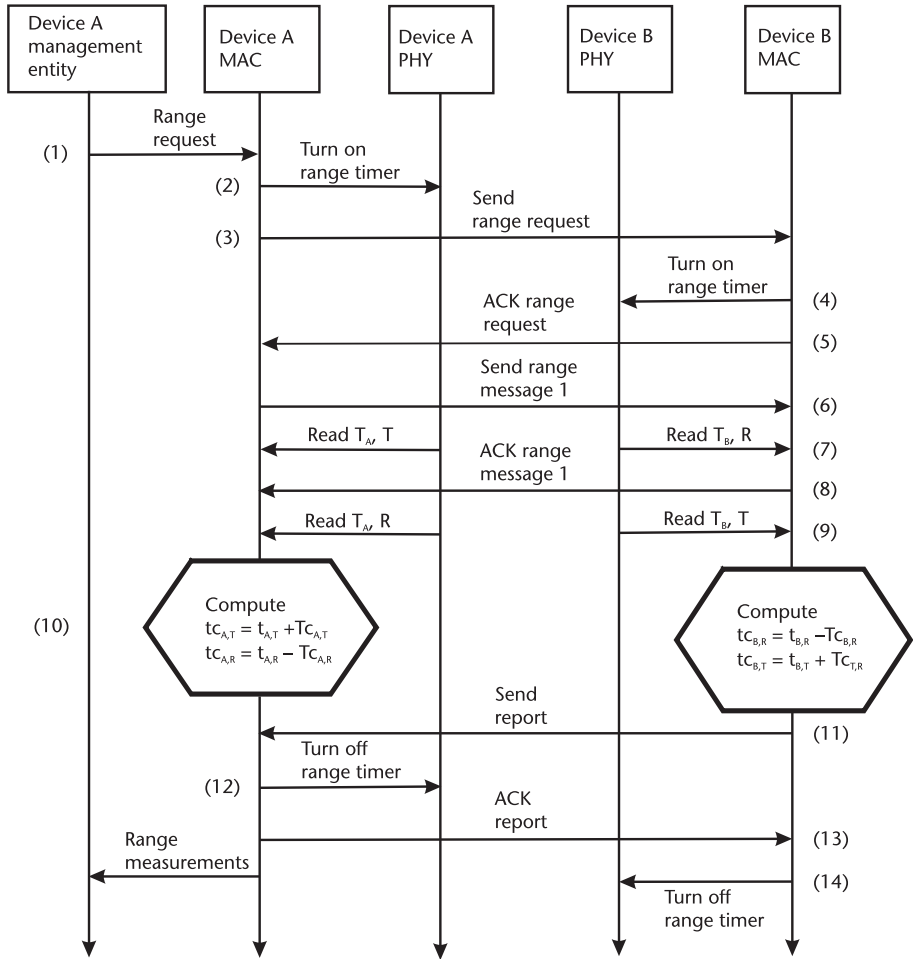 Device A
management
entity
Device A
MAC
Device A
PHY
Device B
PHY
Device B
MAC
Range
request
(1)
Turn on
range timer
(2)
Send
range request
(3)
Turn on
range timer
(4)
ACK range
request
(5)
Send range
message 1
(6)
Read T_A, T
Read T_B, R
(7)
ACK range
message 1
(8)
Read T_A, R
Read T_B, T
(9)
(10)
Compute
tc_A,T = t_A,T +Tc_A,T
tc_A,R = t_A,R – Tc_A,R
Compute
tc_B,R = t_B,R –Tc_B,R
tc_B,T = t_B,T + Tc_T,R
Send
report
(11)
Turn off
range timer
(12)
ACK
report
(13)
Range
measurements
(14)
Turn off
range timer